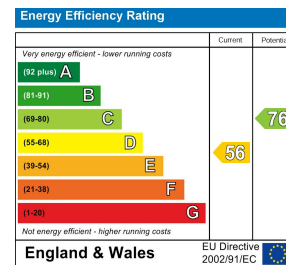 Energy Efficiency Rating
Current Potentia
Very energy efficient - lower running costs
(92 plus) A
(81-91) B
(69-80) C 76
(55-68) D 56
(39-54) E
(21-38) F
(1-20) G
Not energy efficient - higher running costs
England & Wales
EU Directive
2002/91/EC